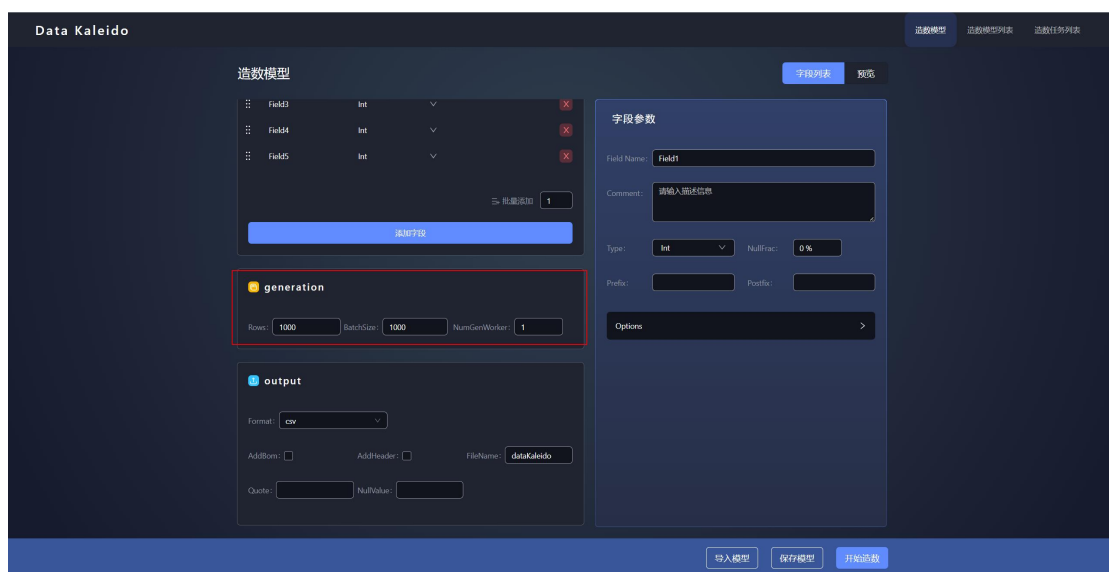 Data Kaleido
造数模型 造数模型列表 造数任务列表
造数模型
字段列表 预览
Field3 Int X
Field4 Int X
Field5 Int X
批量添加 1
添加字段
generation
Rows: 1000 BatchSize: 1000 NumGenWorker: 1
output
Format: csv
AddBom: AddHeader: FileName: dataKaleido
Quote: NullValue:
字段参数
Field Name: Field1
Comment: 请输入描述信息
Type: Int NullFrac: 0 %
Prefix: Postfix:
Options
导入模型 保存模型 开始造数